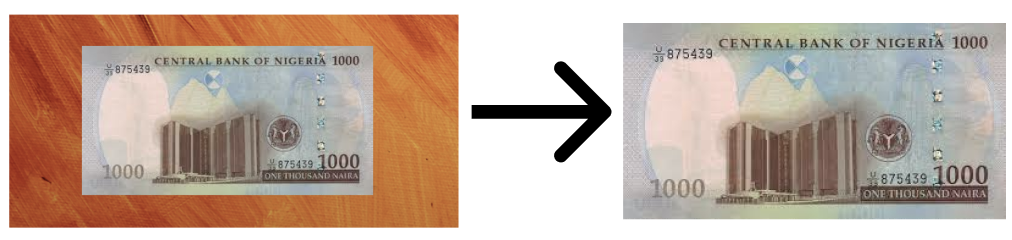 CENTRAL BANK OF NIGERIA 1000
C/39 875439
1000
C/39 875439 1000
ONE THOUSAND NAIRA
CENTRAL BANK OF NIGERIA 1000
C/39 875439
1000
C/39 875439 1000
ONE THOUSAND NAIRA